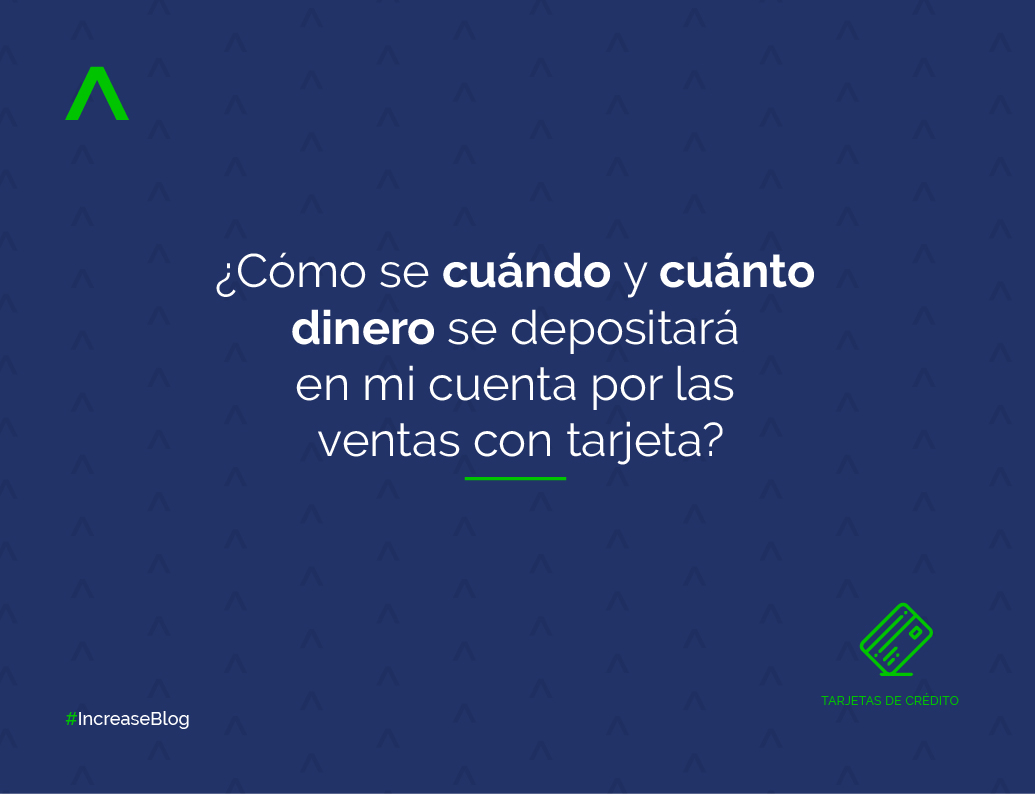 ¿Cómo se cuándo y cuánto
dinero se depositará
en mi cuenta por las
ventas con tarjeta?
TARJETAS DE CRÉDITO
#IncreaseBlog